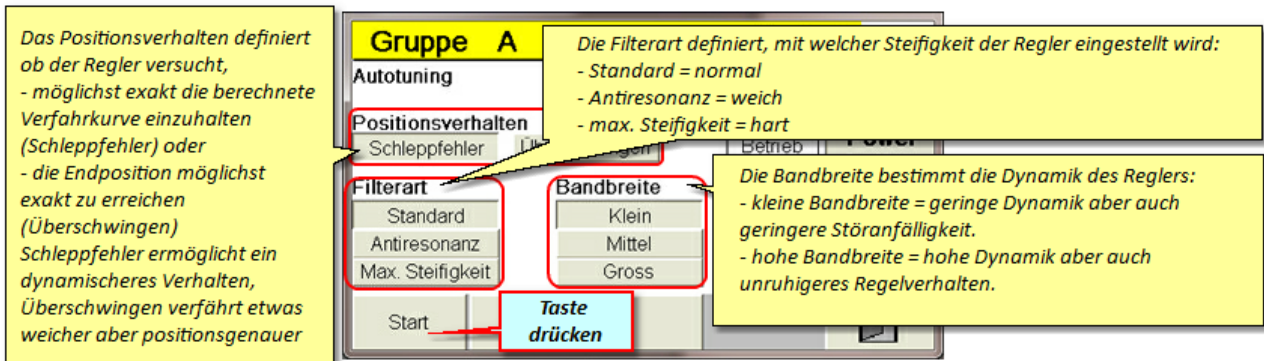 Das Positionsverhalten definiert
ob der Regler versucht,
- möglichst exakt die berechnete
Verfahrkurve einzuhalten
(Schleppfehler) oder
- die Endposition möglichst
exakt zu erreichen
(Überschwingen)
Schleppfehler ermöglicht ein
dynamischeres Verhalten,
Überschwingen verfährt etwas
weicher aber positionsgenauer
Gruppe A
Autotuning
Die Filterart definiert, mit welcher Steifigkeit der Regler eingestellt wird:
- Standard = normal
- Antiresonanz = weich
- max. Steifigkeit = hart
Positionsverhalten
Schleppfehler
Betrieb
Filterart
Standard
Antiresonanz
Max. Steifigkeit
Bandbreite
Klein
Mittel
Gross
Die Bandbreite bestimmt die Dynamik des Reglers:
- kleine Bandbreite = geringe Dynamik aber auch
geringere Störanfälligkeit.
- hohe Bandbreite = hohe Dynamik aber auch
unruhigeres Regelverhalten.
Start
Taste
drücken